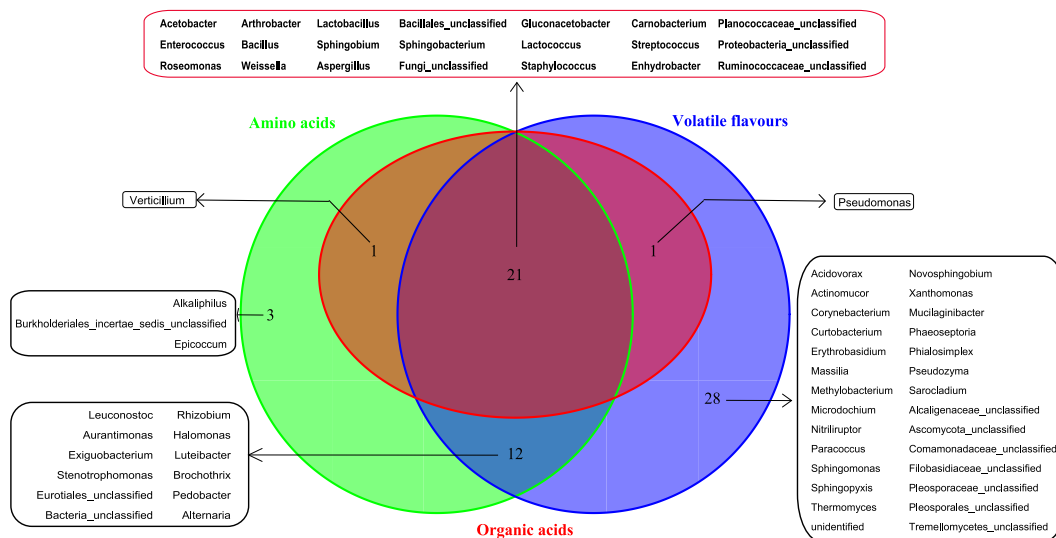 Acetobacter Arthrobacter Lactobacillus Bacillales_unclassified Gluconacetobacter Carnobacterium Planococcaceae_unclassified
Enterococcus Bacillus Sphingobium Sphingobacterium Lactococcus Streptococcus Proteobacteria_unclassified
Roseomonas Weissella Aspergillus Fungi_unclassified Staphylococcus Enhydrobacter Ruminococcaceae_unclassified
Amino acids
Volatile flavours
Verticillium
Pseudomonas
1
1
21
Alkaliphilus
Burkholderiales_incertae_sedis_unclassified
Epicoccum
3
Acidovorax Novosphingobium
Actinomucor Xanthomonas
Corynebacterium Mucilaginibacter
Curtobacterium Phaeoseptoria
Erythrobasidium Phialosimplex
Massilia Pseudozyma
Methylobacterium Sarocladium
Microdochium Alcaligenaceae_unclassified
Nitriliruptor Ascomycota_unclassified
Paracoccus Comamonadaceae_unclassified
Sphingomonas Filobasidiaceae_unclassified
Sphingopyxis Pleosporaceae_unclassified
Thermomyces Pleosporales_unclassified
unidentified Tremellomycetes_unclassified
28
Leuconostoc Rhizobium
Aurantimonas Halomonas
Exiguobacterium Luteibacter
Stenotrophomonas Brochothrix
Eurotiales_unclassified Pedobacter
Bacteria_unclassified Alternaria
12
Organic acids